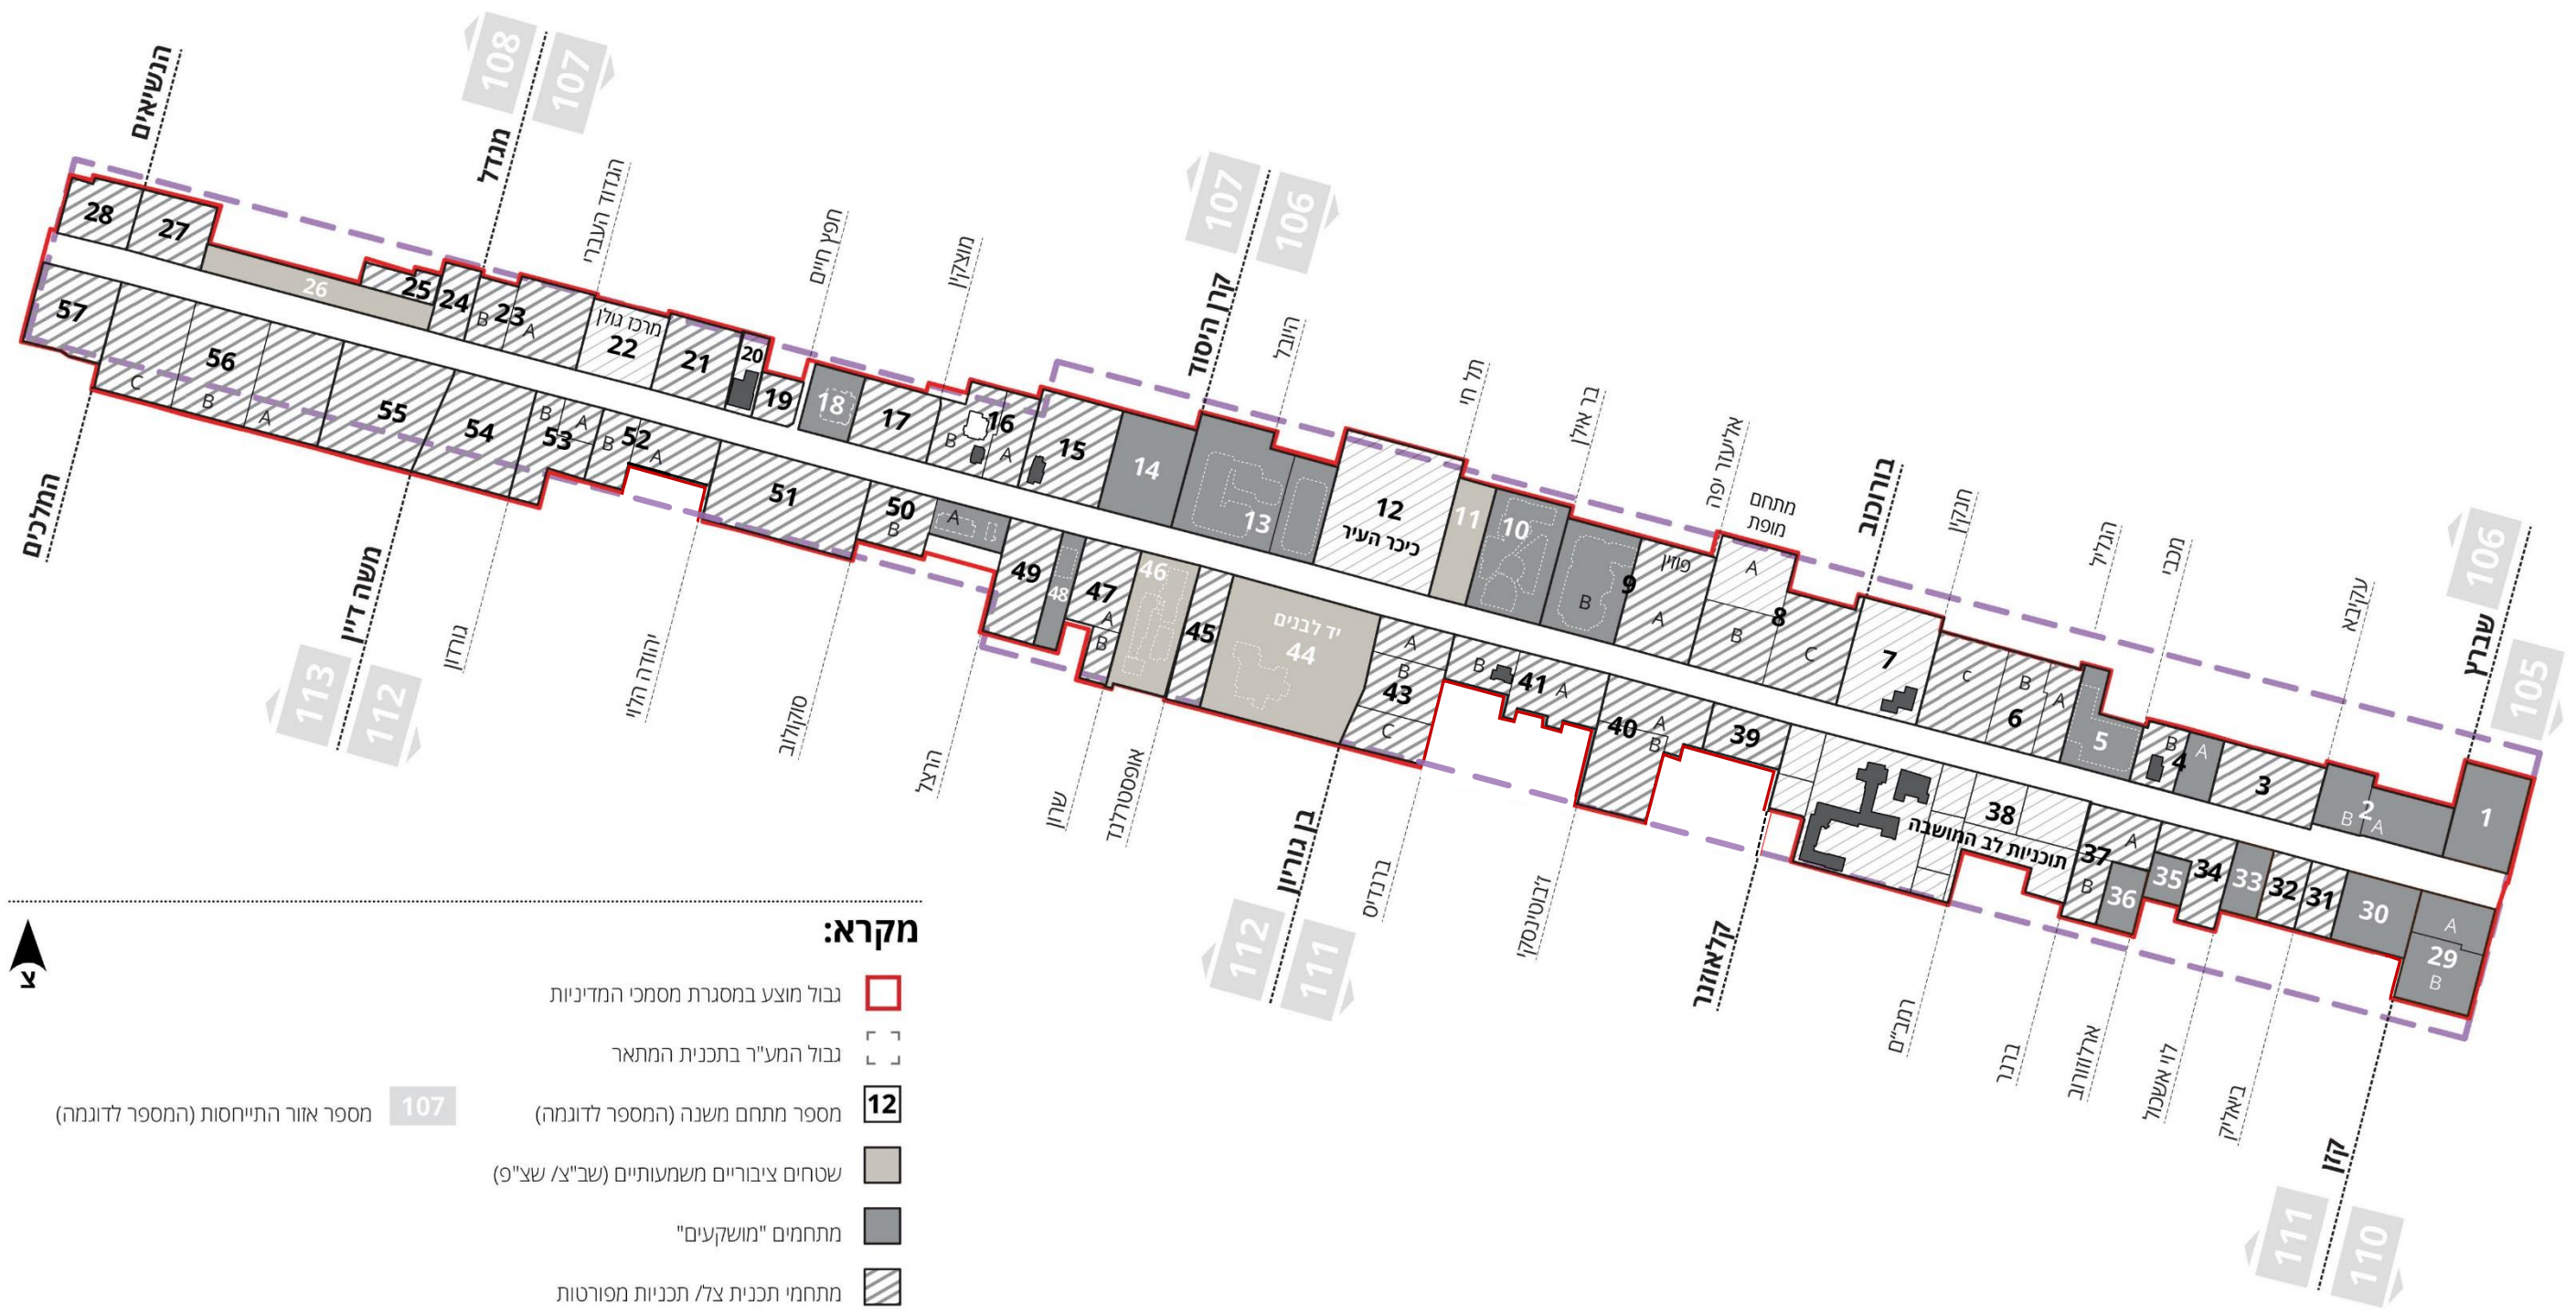 108
107
107
106
106
105
הנשיאים
מגדל
הגדוד העברי
חפץ חיים
מוצקין
קרן היסוד
היובל
תל חי
בר אילן
אליעזר יפה
מתחם
מופת
בורוכוב
חנקין
הגליל
מכבי
עקיבא
שברץ
28
27
26
25
24
23
B
A
מרכז גולן
22
21
20
19
18
17
16
B
A
15
14
13
12
כיכר העיר
11
10
9
B
פוזין
A
8
A
B
C
7
6
C
B
A
5
4
B
A
3
2
B
A
1
57
56
C
B
A
55
54
53
B
A
52
B
A
51
50
B
A
49
48
47
A
B
46
45
יד לבנים
44
43
A
B
C
41
B
A
40
A
B
39
38
תוכניות לב המושבה
37
A
B
36
35
34
33
32
31
30
29
A
B
המלכים
משה דיין
גורדון
יהודה הלוי
סוקולוב
הרצל
שרון
אופסטרלנד
בן גוריון
ברנדיס
ז'בוטינסקי
קלאוזנר
רמב"ם
ברנר
ארלוזורוב
לוי אשכול
ביאליק
קזן
113
112
112
111
111
110
צ
מקרא:
גבול מוצע במסגרת מסמכי המדיניות
גבול המע"ר בתכנית המתאר
12
מספר מתחם משנה (המספר לדוגמה)
107
מספר אזור התייחסות (המספר לדוגמה)
שטחים ציבוריים משמעותיים (שב"צ/ שצ"פ)
מתחמים "מושקעים"
מתחמי תכנית צל/ תכניות מפורטות